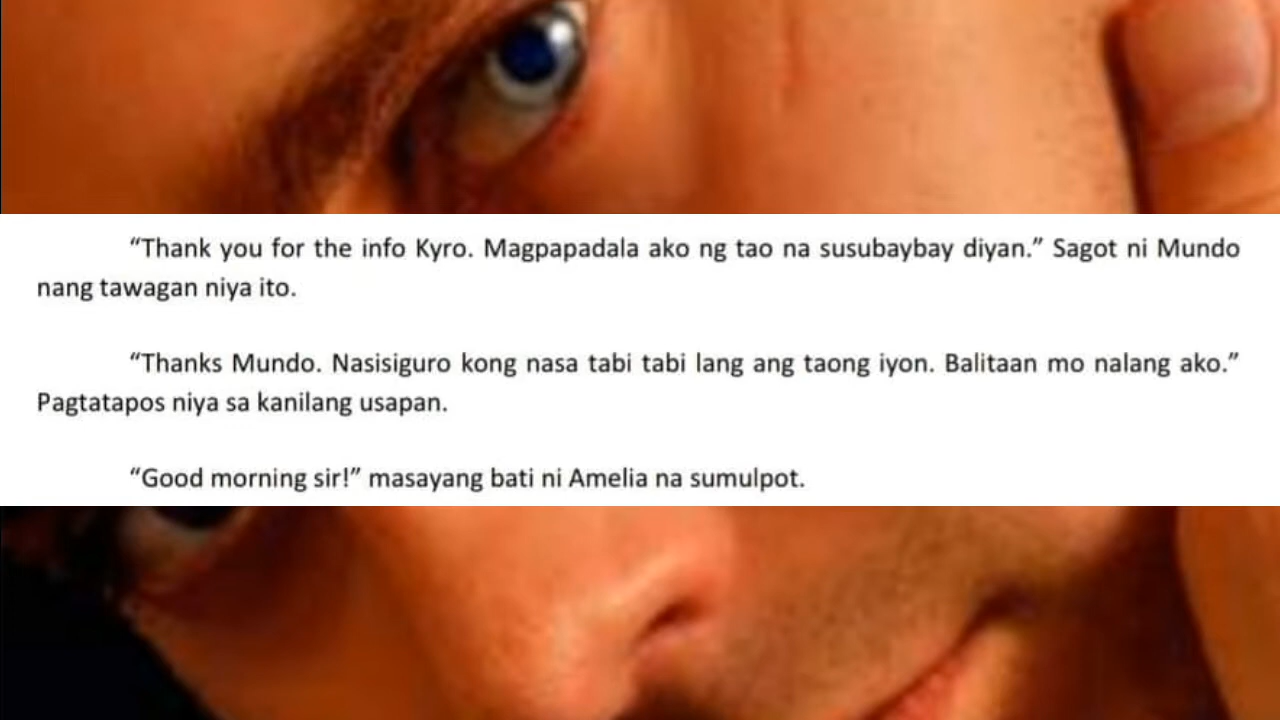 “Thank you for the info Kyro. Magpapadala ako ng tao na susubaybay diyan.” Sagot ni Mundo
nang tawagan niya ito.
“Thanks Mundo. Nasisiguro kong nasa tabi tabi lang ang taong iyon. Balitaan mo nalang ako.”
Pagtatapos niya sa kanilang usapan.
“Good morning sir!” masayang bati ni Amelia na sumulpot.